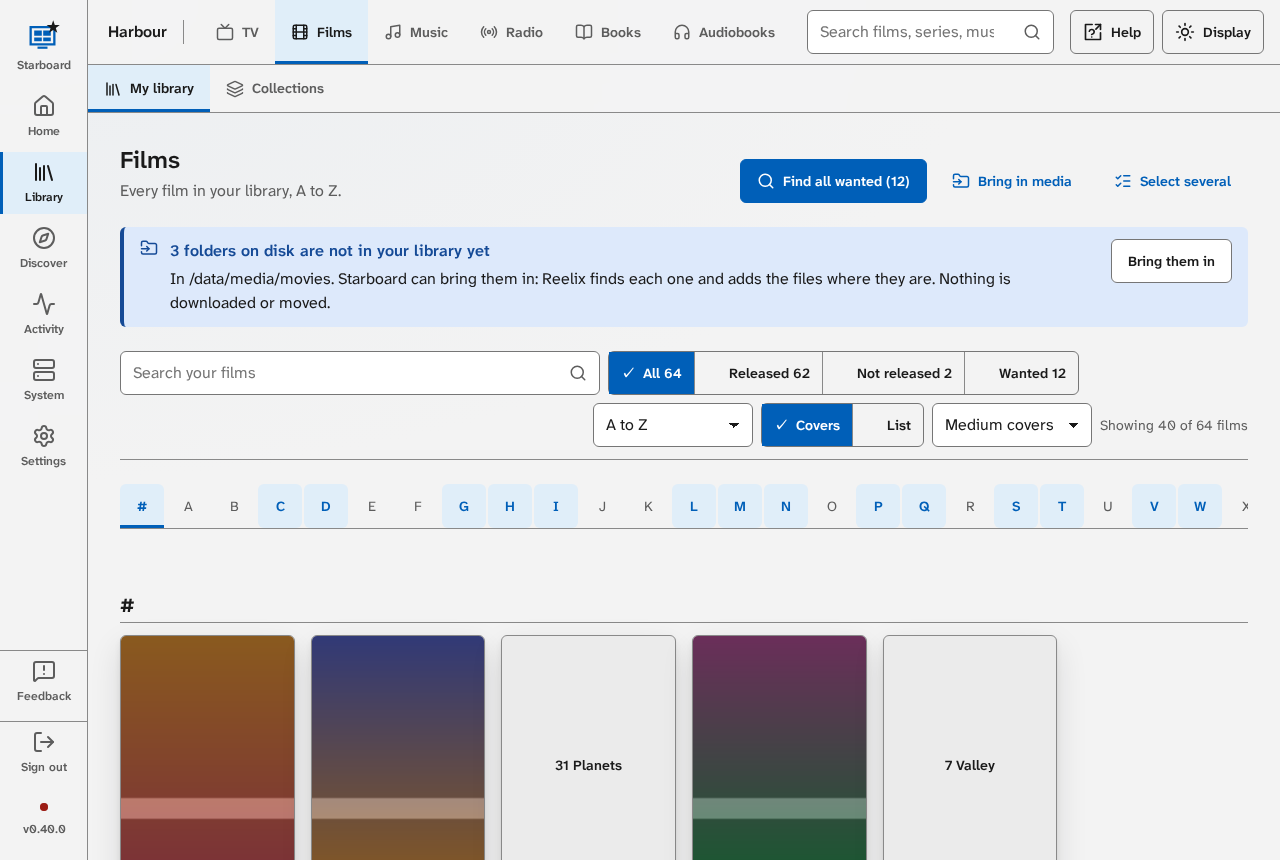 Starboard
Home
Library
Discover
Activity
System
Settings
Feedback
Sign out
v0.40.0
Harbour
TV
Films
Music
Radio
Books
Audiobooks
Search films, series, mus
Help
Display
My library
Collections
Films
Every film in your library, A to Z.
Find all wanted (12)
Bring in media
Select several
3 folders on disk are not in your library yet
In /data/media/movies. Starboard can bring them in: Reelix finds each one and adds the files where they are. Nothing is
downloaded or moved.
Bring them in
Search your films
✓ All 64
Released 62
Not released 2
Wanted 12
A to Z
✓ Covers
List
Medium covers
Showing 40 of 64 films
# A B C D E F G H I J K L M N O P Q R S T U V W X
#
31 Planets
7 Valley